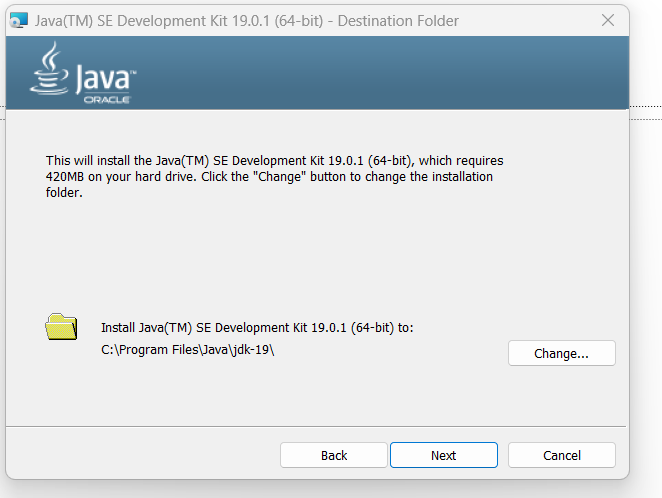 Java(TM) SE Development Kit 19.0.1 (64-bit) - Destination Folder
Java™
ORACLE
This will install the Java(TM) SE Development Kit 19.0.1 (64-bit), which requires
420MB on your hard drive. Click the "Change" button to change the installation
folder.
Install Java(TM) SE Development Kit 19.0.1 (64-bit) to:
C:\Program Files\Java\jdk-19\
Change...
Back
Next
Cancel